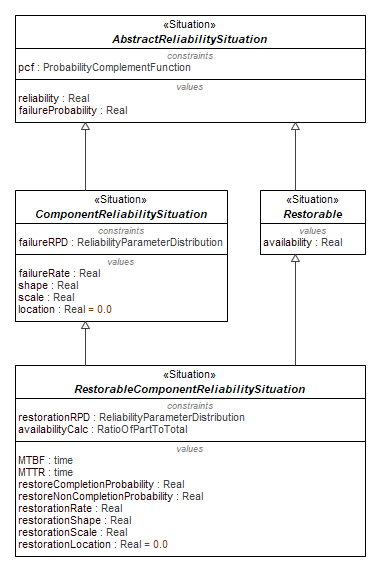 «Situation»
AbstractReliabilitySituation
constraints
pcf : ProbabilityComplementFunction
values
reliability : Real
failureProbability : Real
«Situation»
ComponentReliabilitySituation
constraints
failureRPD : ReliabilityParameterDistribution
values
failureRate : Real
shape : Real
scale : Real
location : Real = 0.0
«Situation»
Restorable
values
availability : Real
«Situation»
RestorableComponentReliabilitySituation
constraints
restorationRPD : ReliabilityParameterDistribution
availabilityCalc : RatioOfPartToTotal
values
MTBF : time
MTTR : time
restoreCompletionProbability : Real
restoreNonCompletionProbability : Real
restorationRate : Real
restorationShape : Real
restorationScale : Real
restorationLocation : Real = 0.0